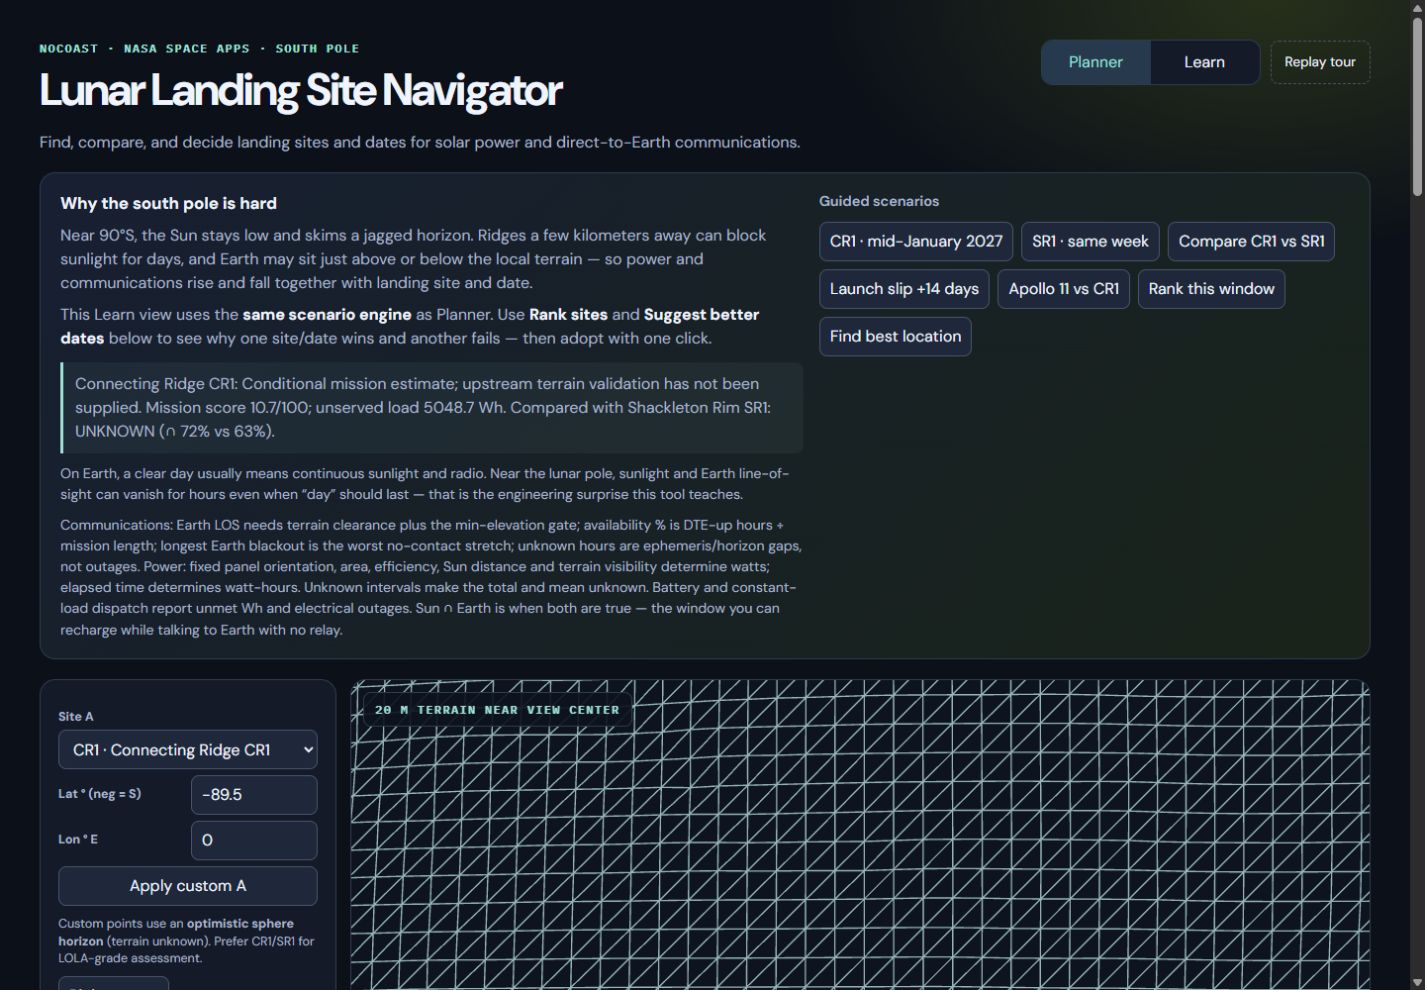 NOCOAST · NASA SPACE APPS · SOUTH POLE
Lunar Landing Site Navigator
Find, compare, and decide landing sites and dates for solar power and direct-to-Earth communications.
Planner
Learn
Replay tour
Why the south pole is hard
Near 90°S, the Sun stays low and skims a jagged horizon. Ridges a few kilometers away can block
sunlight for days, and Earth may sit just above or below the local terrain — so power and
communications rise and fall together with landing site and date.
This Learn view uses the same scenario engine as Planner. Use Rank sites and Suggest better
dates below to see why one site/date wins and another fails — then adopt with one click.
Connecting Ridge CR1: Conditional mission estimate; upstream terrain validation has not been
supplied. Mission score 10.7/100; unserved load 5048.7 Wh. Compared with Shackleton Rim SR1:
UNKNOWN (∩ 72% vs 63%).
On Earth, a clear day usually means continuous sunlight and radio. Near the lunar pole, sunlight and Earth line-of-
sight can vanish for hours even when “day” should last — that is the engineering surprise this tool teaches.
Communications: Earth LOS needs terrain clearance plus the min-elevation gate; availability % is DTE-up hours ÷
mission length; longest Earth blackout is the worst no-contact stretch; unknown hours are ephemeris/horizon gaps,
not outages. Power: fixed panel orientation, area, efficiency, Sun distance and terrain visibility determine watts;
elapsed time determines watt-hours. Unknown intervals make the total and mean unknown. Battery and constant-
load dispatch report unmet Wh and electrical outages. Sun ∩ Earth is when both are true — the window you can
recharge while talking to Earth with no relay.
Guided scenarios
CR1 · mid-January 2027
SR1 · same week
Compare CR1 vs SR1
Launch slip +14 days
Apollo 11 vs CR1
Rank this window
Find best location
Site A
CR1 · Connecting Ridge CR1
Lat ° (neg = S)
-89.5
Lon ° E
0
Apply custom A
Custom points use an optimistic sphere
horizon (terrain unknown). Prefer CR1/SR1 for
LOLA-grade assessment.
20 M TERRAIN NEAR VIEW CENTER